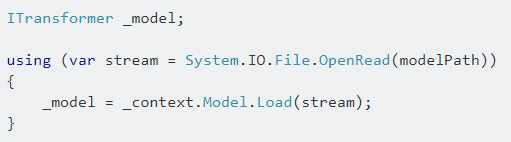 ITransformer _model;
using (var stream = System.IO.File.OpenRead(modelPath))
{
    _model = _context.Model.Load(stream);
}